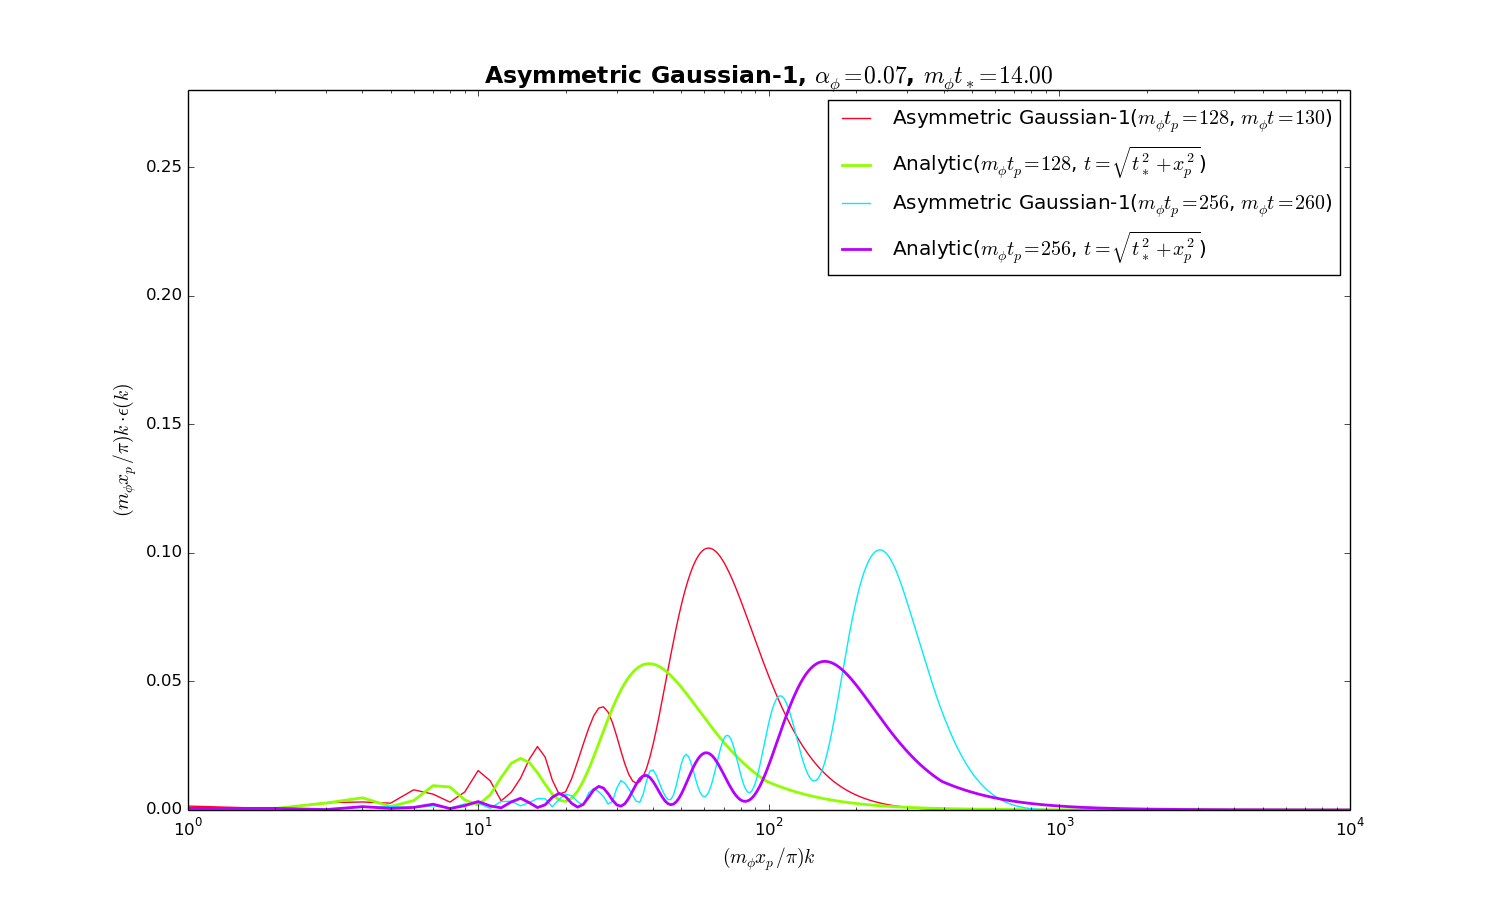 Asymmetric Gaussian-1, α_ϕ=0.07, m_ϕt_*=14.00
Asymmetric Gaussian-1(m_ϕt_p=128, m_ϕt=130)
Analytic(m_ϕt_p=128, t=√(t_*^2+x_p^2))
Asymmetric Gaussian-1(m_ϕt_p=256, m_ϕt=260)
Analytic(m_ϕt_p=256, t=√(t_*^2+x_p^2))
0.25
0.20
0.15
0.10
0.05
0.00
(m_ϕx_p/π)k·ϵ(k)
10^0 10^1 10^2 10^3 10^4
(m_ϕx_p/π)k